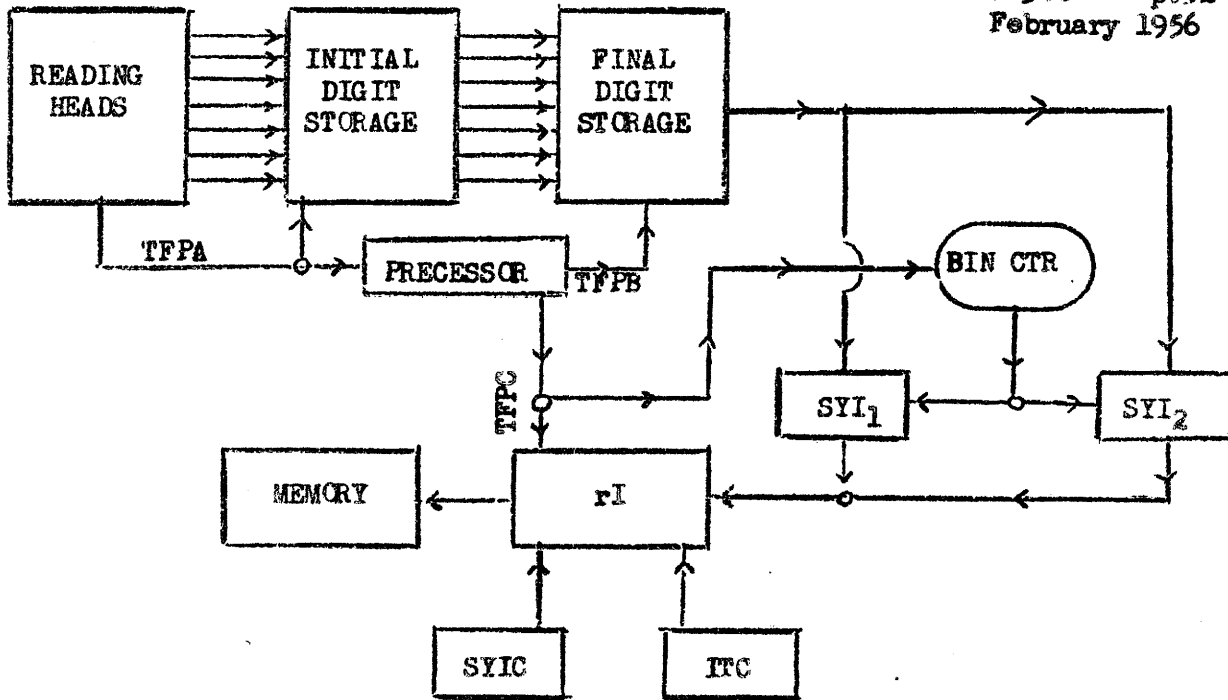 February 1956
READING
HEADS
INITIAL
DIGIT
STORAGE
FINAL
DIGIT
STORAGE
TFPA
PRECESSOR
TFPB
BIN CTR
TFPC
SYI1
SYI2
MEMORY
rI
SYIC
ITC